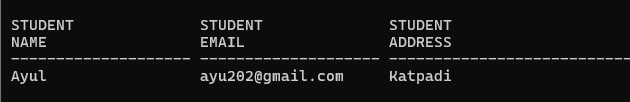 STUDENT STUDENT STUDENT
NAME EMAIL ADDRESS
-------------------- -------------------- ---------------------------
Ayul ayu202@gmail.com Katpadi